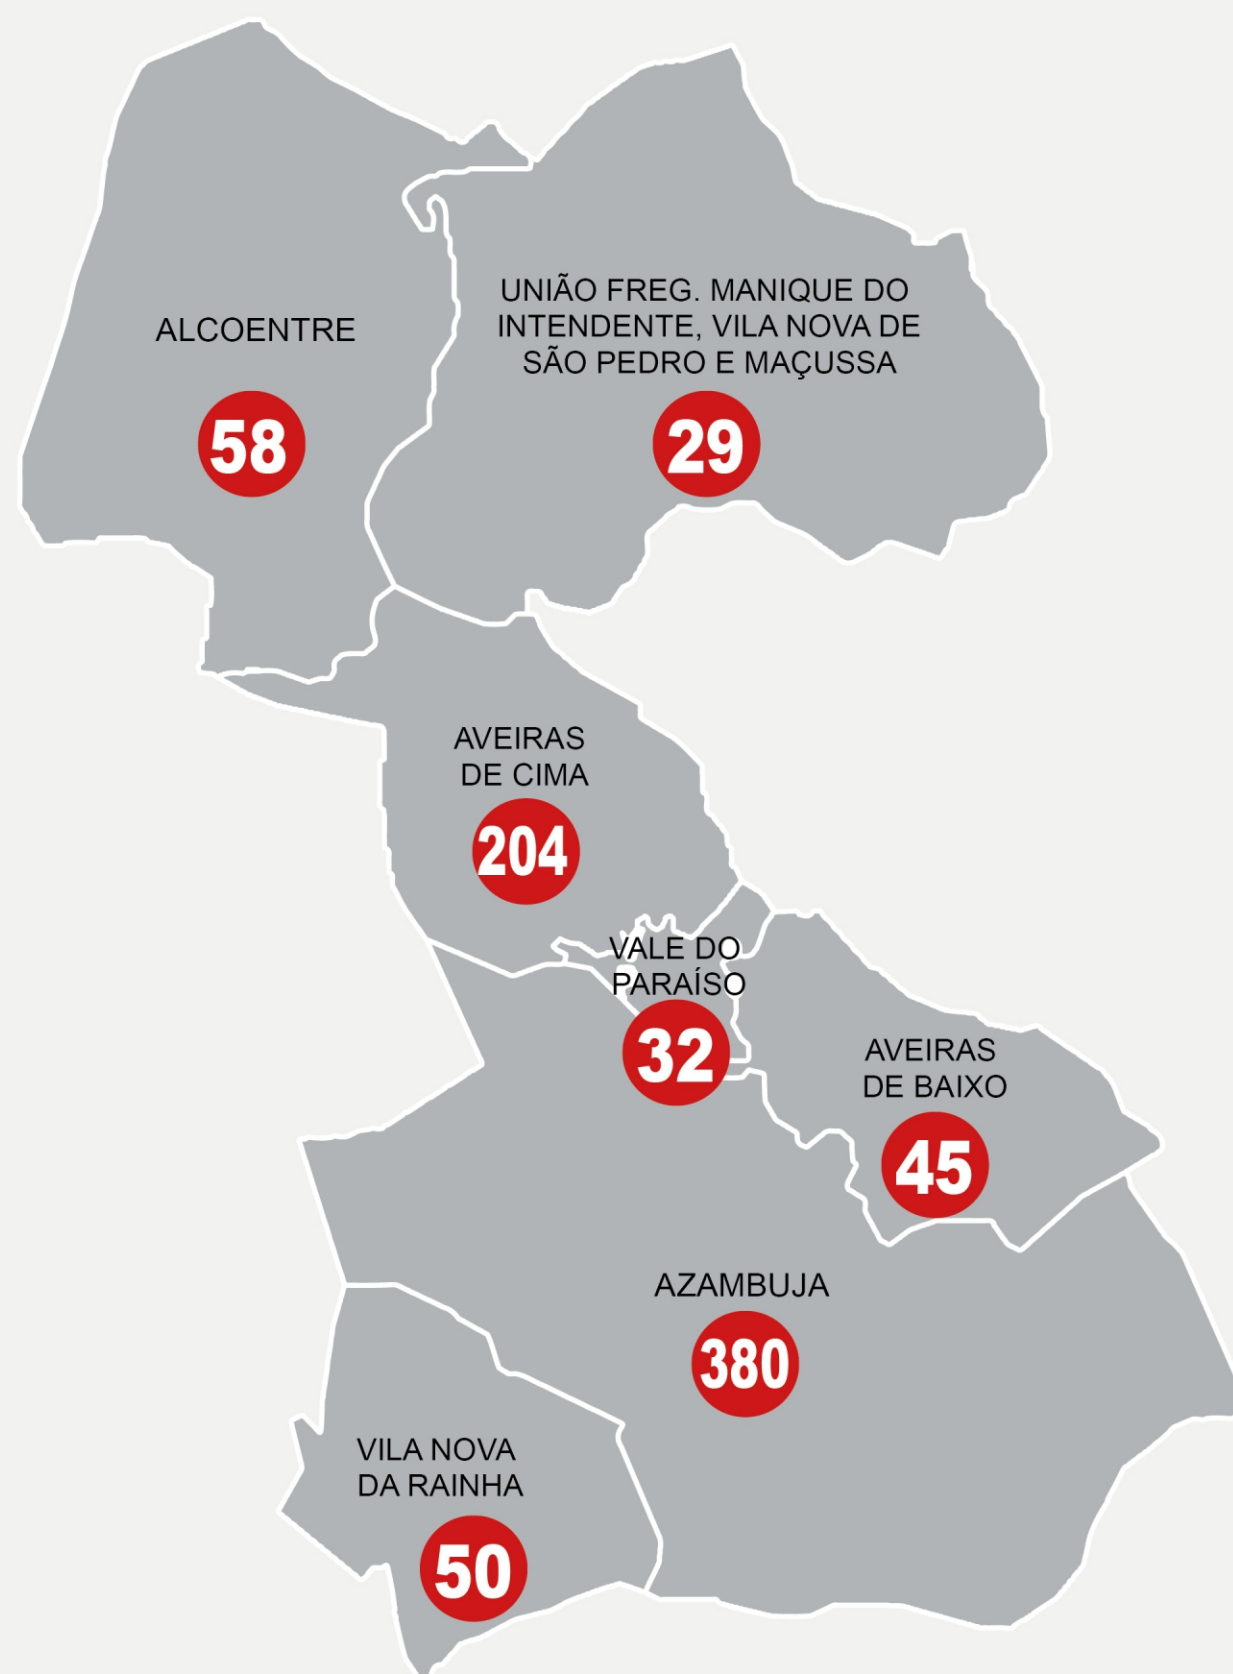 ALCOENTRE
58
UNIÃO FREG. MANIQUE DO
INTENDENTE, VILA NOVA DE
SÃO PEDRO E MAÇUSSA
29
AVEIRAS
DE CIMA
204
VALE DO
PARAÍSO
32
AVEIRAS
DE BAIXO
45
AZAMBUJA
380
VILA NOVA
DA RAINHA
50